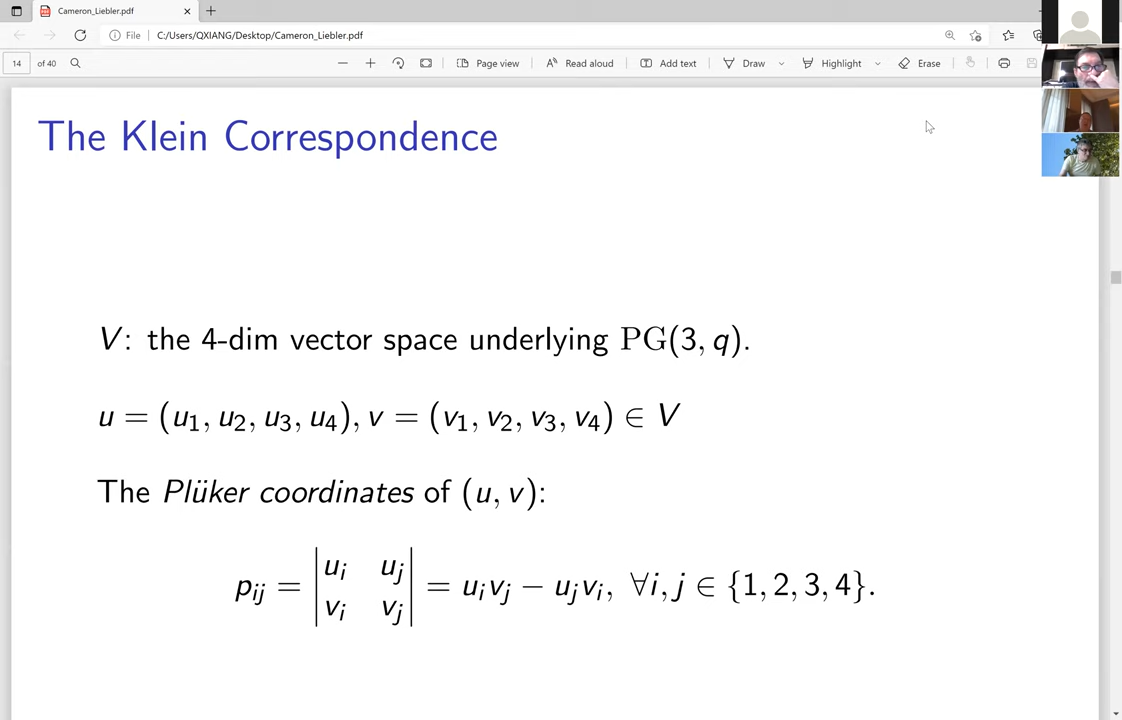 Cameron_Liebler.pdf
File C:/Users/QXIANG/Desktop/Cameron_Liebler.pdf
14 of 40 Page view Read aloud Add text Draw Highlight Erase
The Klein Correspondence
V: the 4-dim vector space underlying PG(3, q).
u = (u₁, u₂, u₃, u₄), v = (v₁, v₂, v₃, v₄) ∈ V
The Plüker coordinates of (u, v):
pᵢⱼ = |uᵢ uⱼ; vᵢ vⱼ| = uᵢvⱼ − uⱼvᵢ, ∀i, j ∈ {1, 2, 3, 4}.